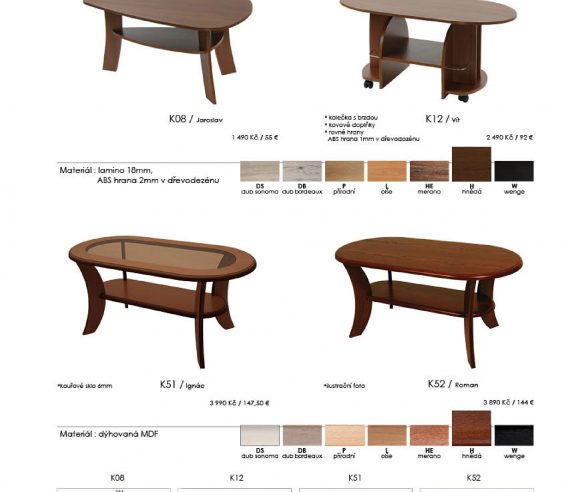 K08 / Jaroslav
1 490 Kč / 55 €
• kolečka s brzdou
• kovové doplňky
• rovné hrany
ABS hrana 1mm v dřevodezénu
K12 / Vít
2 490 Kč / 92 €
Materiál : lamino 18mm,
ABS hrana 2mm v dřevodezénu
DS
dub sonoma
DB
dub bordeaux
_P
přírodní
L
olše
HE
merano
H
hnědá
W
wenge
•kouřové sklo 6mm
K51 / Ignác
3 990 Kč / 147,50 €
•ilustrační foto
K52 / Roman
3 890 Kč / 144 €
Materiál : dýhovaná MDF
DS
dub sonoma
DB
dub bordeaux
_P
přírodní
L
olše
HE
merano
H
hnědá
W
wenge
K08 K12 K51 K52